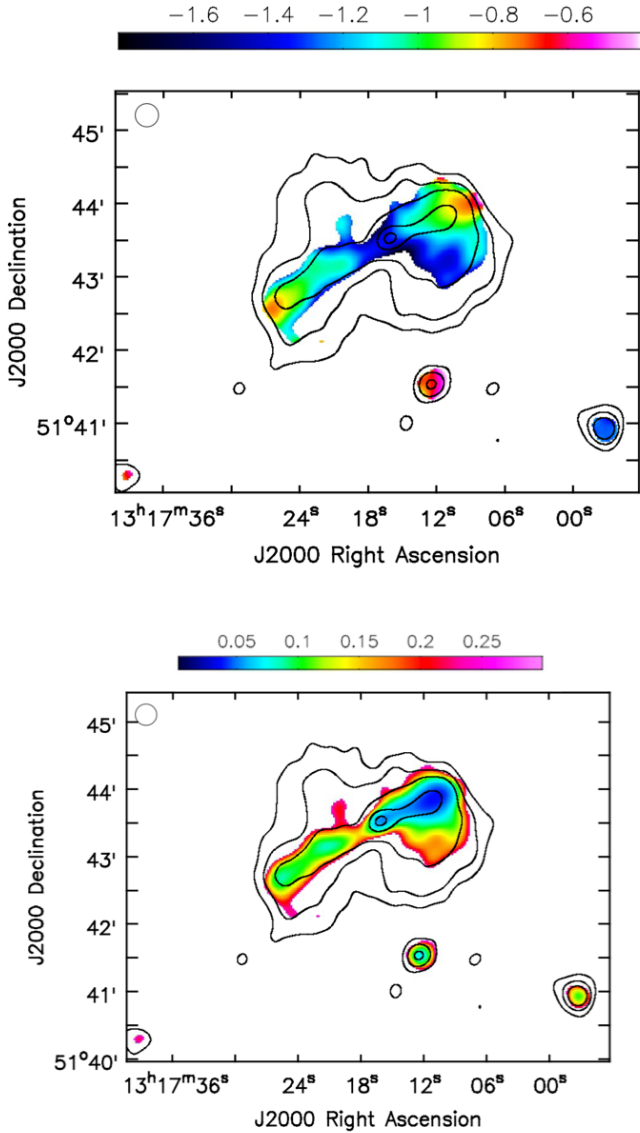 −1.6 −1.4 −1.2 −1 −0.8 −0.6
45'
44'
43'
42'
51°41'
J2000 Declination
13ʰ17ᵐ36ˢ 24ˢ 18ˢ 12ˢ 06ˢ 00ˢ
J2000 Right Ascension
0.05 0.1 0.15 0.2 0.25
45'
44'
43'
42'
41'
51°40'
J2000 Declination
13ʰ17ᵐ36ˢ 24ˢ 18ˢ 12ˢ 06ˢ 00ˢ
J2000 Right Ascension